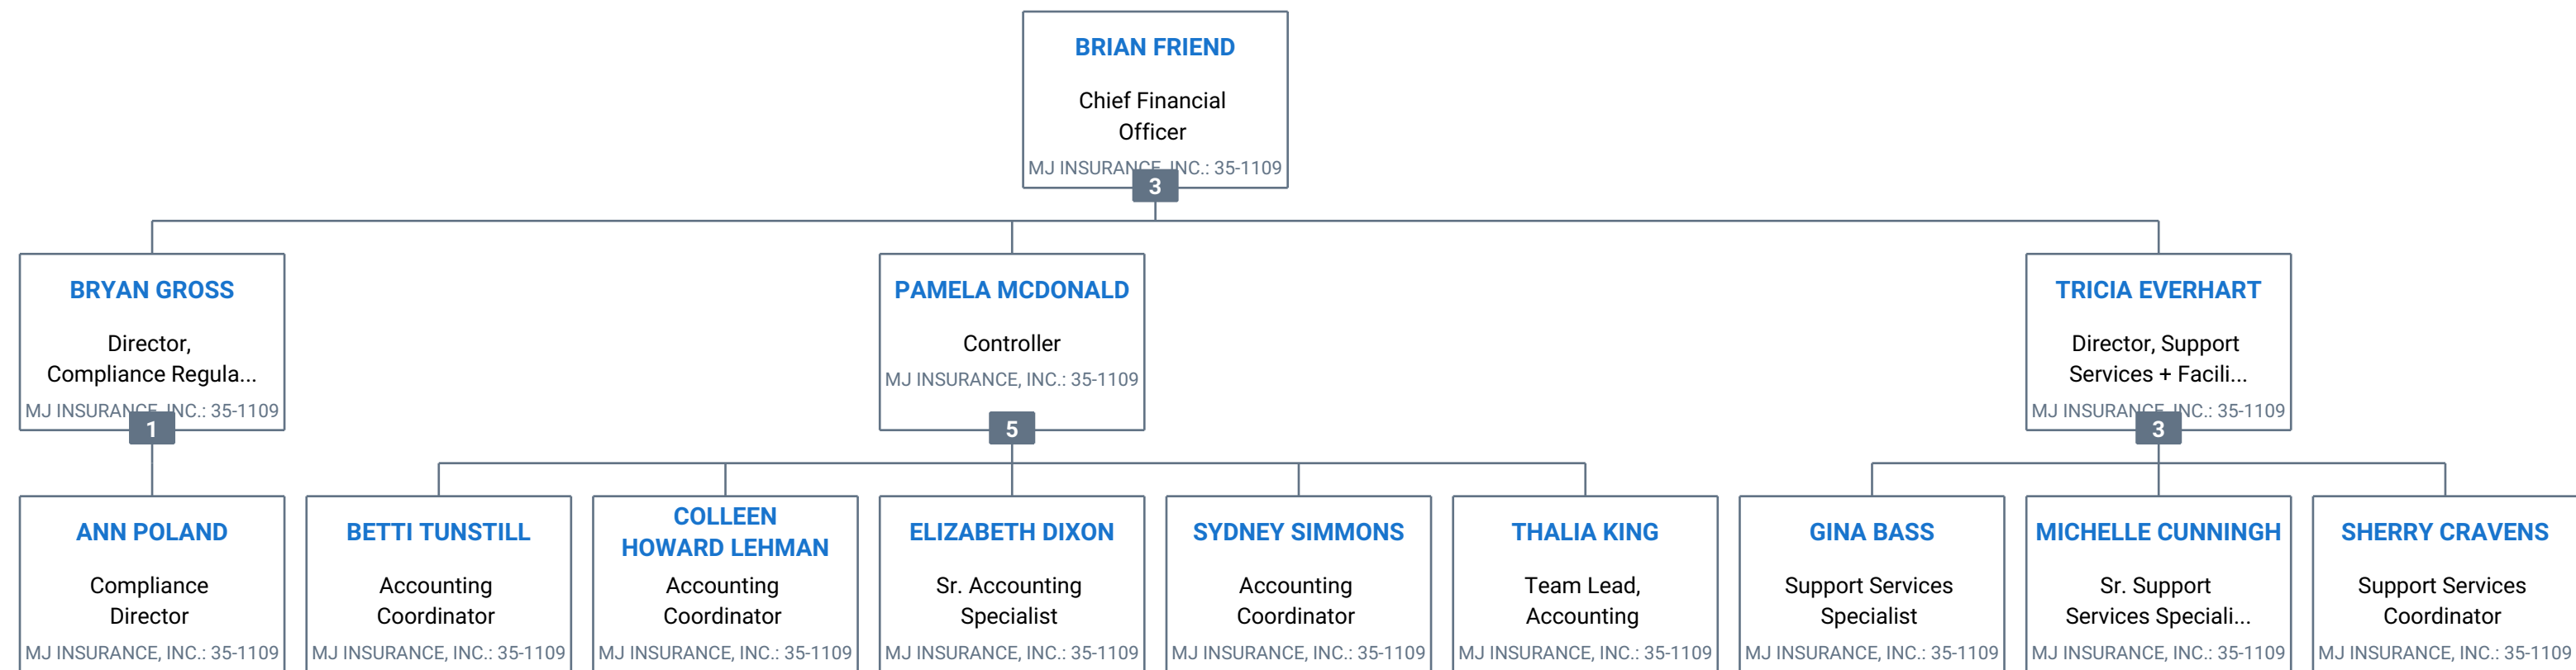 BRIAN FRIEND
Chief Financial
Officer
MJ INSURANCE, INC.: 35-1109
3
BRYAN GROSS
Director,
Compliance Regula...
MJ INSURANCE, INC.: 35-1109
1
PAMELA MCDONALD
Controller
MJ INSURANCE, INC.: 35-1109
5
TRICIA EVERHART
Director, Support
Services + Facili...
MJ INSURANCE, INC.: 35-1109
3
ANN POLAND
Compliance
Director
MJ INSURANCE, INC.: 35-1109
BETTI TUNSTILL
Accounting
Coordinator
MJ INSURANCE, INC.: 35-1109
COLLEEN
HOWARD LEHMAN
Accounting
Coordinator
MJ INSURANCE, INC.: 35-1109
ELIZABETH DIXON
Sr. Accounting
Specialist
MJ INSURANCE, INC.: 35-1109
SYDNEY SIMMONS
Accounting
Coordinator
MJ INSURANCE, INC.: 35-1109
THALIA KING
Team Lead,
Accounting
MJ INSURANCE, INC.: 35-1109
GINA BASS
Support Services
Specialist
MJ INSURANCE, INC.: 35-1109
MICHELLE CUNNINGH
Sr. Support
Services Speciali...
MJ INSURANCE, INC.: 35-1109
SHERRY CRAVENS
Support Services
Coordinator
MJ INSURANCE, INC.: 35-1109